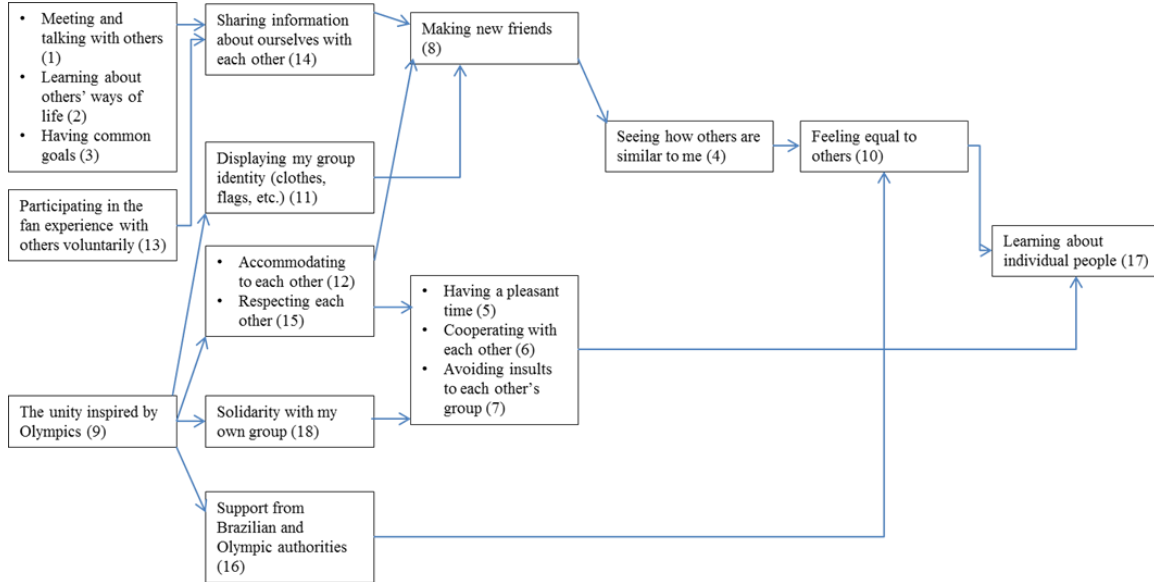 • Meeting and
talking with others
(1)
• Learning about
others' ways of
life (2)
• Having common
goals (3)
Participating in the
fan experience with
others voluntarily (13)
The unity inspired by
Olympics (9)
Sharing information
about ourselves with
each other (14)
Displaying my group
identity (clothes,
flags, etc.) (11)
• Accommodating
to each other (12)
• Respecting each
other (15)
Solidarity with my
own group (18)
Support from
Brazilian and
Olympic authorities
(16)
Making new friends
(8)
• Having a pleasant
time (5)
• Cooperating with
each other (6)
• Avoiding insults
to each other's
group (7)
Seeing how others are
similar to me (4)
Feeling equal to
others (10)
Learning about
individual people (17)